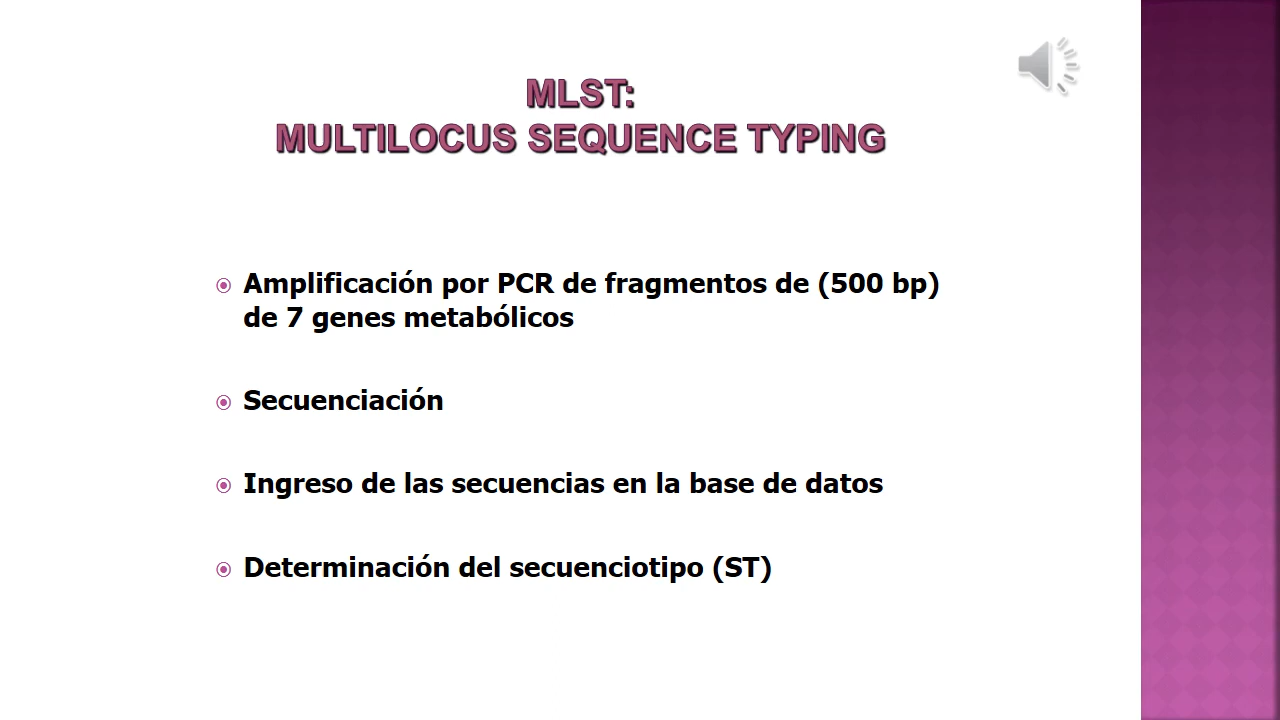 MLST:
MULTILOCUS SEQUENCE TYPING
Amplificación por PCR de fragmentos de (500 bp)
de 7 genes metabólicos
Secuenciación
Ingreso de las secuencias en la base de datos
Determinación del secuenciotipo (ST)